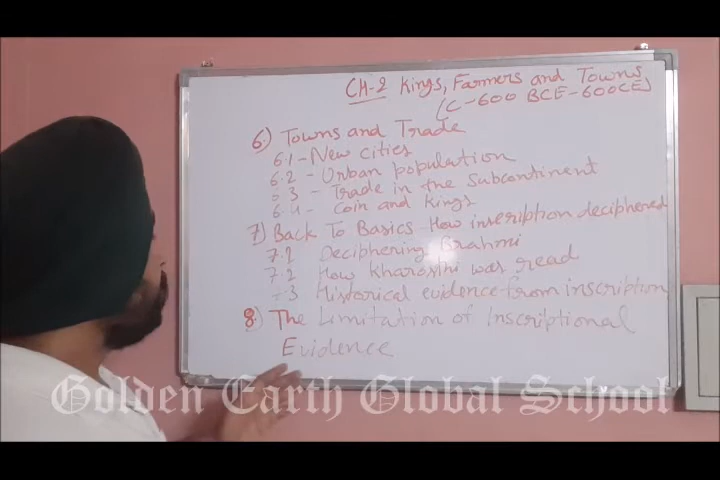 CH-2 Kings, Farmers and Towns
(C-600 BCE-600CE)
6) Towns and Trade
6.1 - New cities
6.2 - Urban population
6.3 - Trade in the Subcontinent
6.4 - Coin and Kings
7) Back To Basics - How inscription deciphered
7.1 Deciphering Brahmi
7.2 How Kharosthi was read
7.3 Historical evidence from inscription
8.) The Limitation of Inscriptional
Evidence
Golden Earth Global School